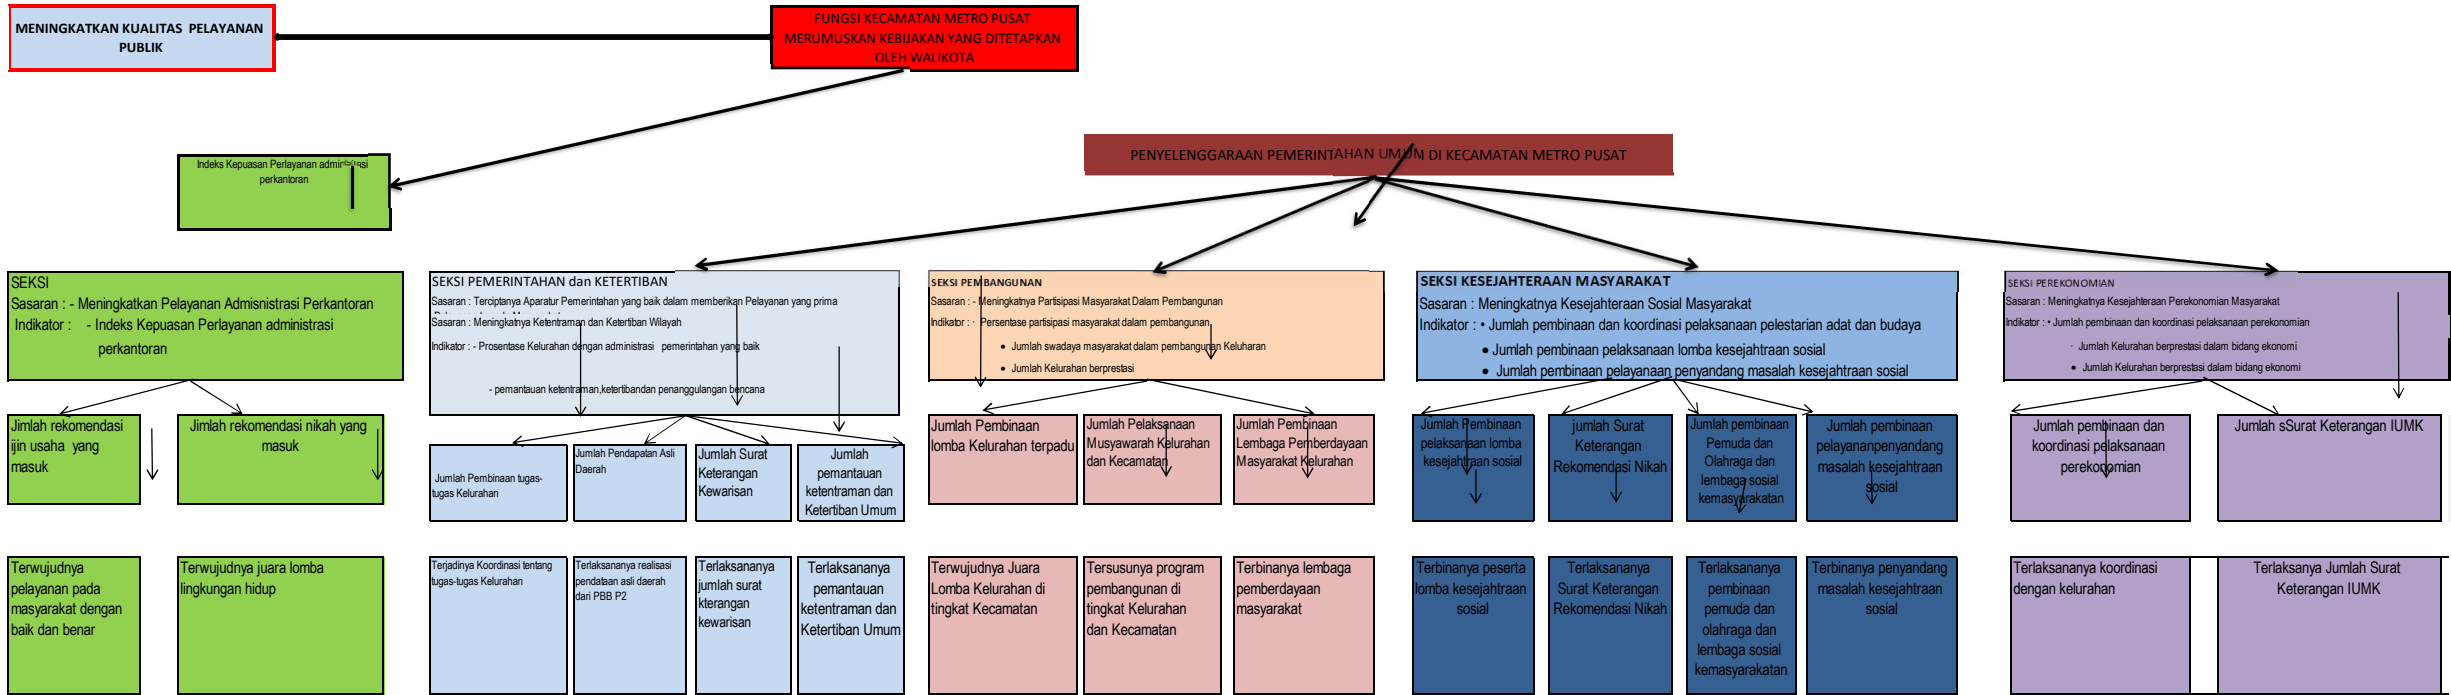 MENINGKATKAN KUALITAS PELAYANAN
PUBLIK
FUNGSI KECAMATAN METRO PUSAT
MERUMUSKAN KEBIJAKAN YANG DITETAPKAN
OLEH WALIKOTA
Indeks Kepuasan Perlayanan administrasi
perkantoran
PENYELENGGARAAN PEMERINTAHAN UMUM DI KECAMATAN METRO PUSAT
SEKSI
Sasaran : - Meningkatkan Pelayanan Admisnistrasi Perkantoran
Indikator : - Indeks Kepuasan Perlayanan administrasi
perkantoran
SEKSI PEMERINTAHAN dan KETERTIBAN
Sasaran : Terciptanya Aparatur Pemerintahan yang baik dalam memberikan Pelayanan yang prima
Sasaran : Meningkatnya Ketentraman dan Ketertiban Wilayah
Indikator : - Prosentase Kelurahan dengan administrasi pemerintahan yang baik
- pemantauan ketentraman,ketertibandan penanggulangan bencana
SEKSI PEMBANGUNAN
Sasaran : - Meningkatnya Partisipasi Masyarakat Dalam Pembangunan
Indikator : · Persentase partisipasi masyarakat dalam pembangunan
● Jumlah swadaya masyarakat dalam pembangunan Keluharan
● Jumlah Kelurahan berprestasi
SEKSI KESEJAHTERAAN MASYARAKAT
Sasaran : Meningkatnya Kesejahteraan Sosial Masyarakat
Indikator : • Jumlah pembinaan dan koordinasi pelaksanaan pelestarian adat dan budaya
● Jumlah pembinaan pelaksanaan lomba kesejahtraan sosial
● Jumlah pembinaan pelayanaan penyandang masalah kesejahtraan sosial
SEKSI PEREKONOMIAN
Sasaran : Meningkatnya Kesejahteraan Perekonomian Masyarakat
Indikator : • Jumlah pembinaan dan koordinasi pelaksanaan perekonomian
· Jumlah Kelurahan berprestasi dalam bidang ekonomi
● Jumlah Kelurahan berprestasi dalam bidang ekonomi
Jimlah rekomendasi
ijin usaha yang
masuk
Jimlah rekomendasi nikah yang
masuk
Jumlah Pembinaan tugas-
tugas Kelurahan
Jumlah Pendapatan Asli
Daerah
Jumlah Surat
Keterangan
Kewarisan
Jumlah
pemantauan
ketentraman dan
Ketertiban Umum
Jumlah Pembinaan
lomba Kelurahan terpadu
Jumlah Pelaksanaan
Musyawarah Kelurahan
dan Kecamatan
Jumlah Pembinaan
Lembaga Pemberdayaan
Masyarakat Kelurahan
Jumlah Pembinaan
pelaksanaan lomba
kesejahtraan sosial
jumlah Surat
Keterangan
Rekomendasi Nikah
Jumlah pembinaan
Pemuda dan
Olahraga dan
lembaga sosial
kemasyarakatan
Jumlah pembinaan
pelayananpenyandang
masalah kesejahtraan
sosial
Jumlah pembinaan dan
koordinasi pelaksanaan
perekonomian
Jumlah sSurat Keterangan IUMK
Terwujudnya
pelayanan pada
masyarakat dengan
baik dan benar
Terwujudnya juara lomba
lingkungan hidup
Terjadinya Koordinasi tentang
tugas-tugas Kelurahan
Terlaksananya realisasi
pendataan asli daerah
dari PBB P2
Terlaksananya
jumlah surat
kterangan
kewarisan
Terlaksananya
pemantauan
ketentraman dan
Ketertiban Umum
Terwujudnya Juara
Lomba Kelurahan di
tingkat Kecamatan
Tersusunya program
pembangunan di
tingkat Kelurahan
dan Kecamatan
Terbinanya lembaga
pemberdayaan
masyarakat
Terbinanya peserta
lomba kesejahtraan
sosial
Terlaksananya
Surat Keterangan
Rekomendasi Nikah
Terlaksananya
pembinaan
pemuda dan
olahraga dan
lembaga sosial
kemasyarakatan
Terbinanya penyandang
masalah kesejahtraan
sosial
Terlaksananya koordinasi
dengan kelurahan
Terlaksanya Jumlah Surat
Keterangan IUMK